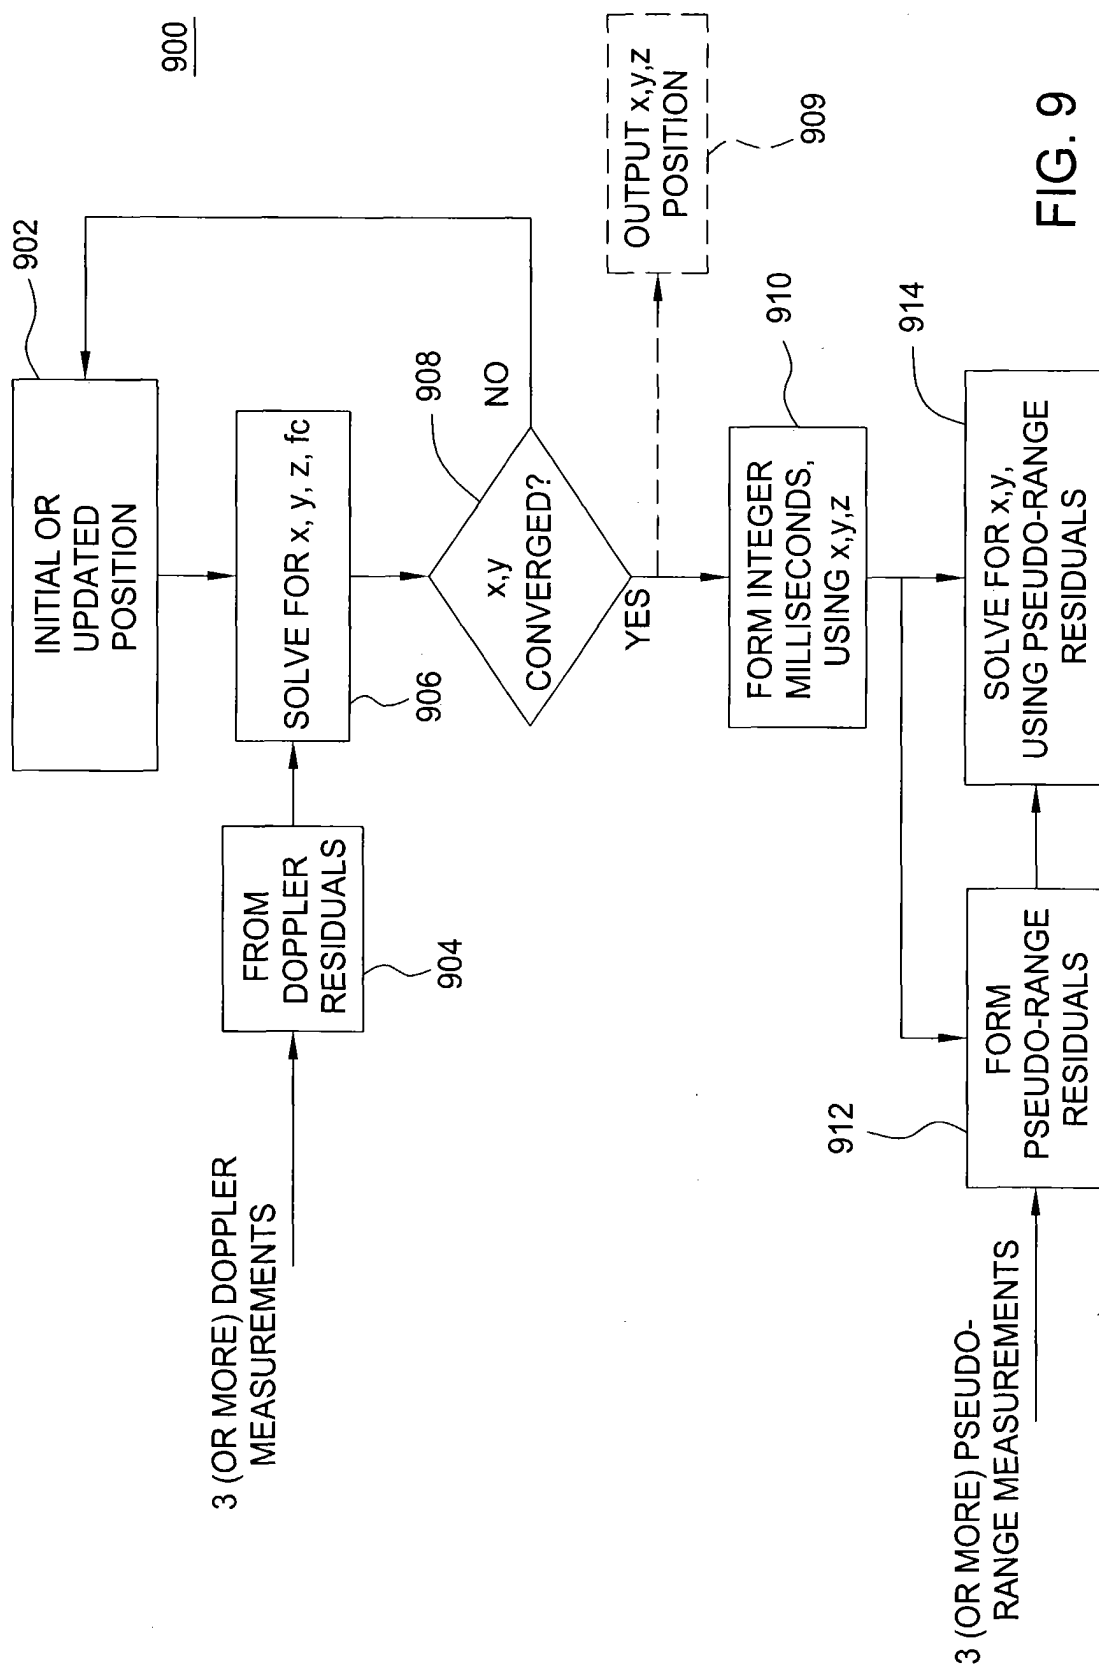 900
902
INITIAL OR
UPDATED
POSITION
3 (OR MORE) DOPPLER
MEASUREMENTS
FROM
DOPPLER
RESIDUALS
904
SOLVE FOR x, y, z, fc
906
908
x,y
CONVERGED?
NO
YES
OUTPUT x,y,z
POSITION
909
910
FORM INTEGER
MILLISECONDS,
USING x,y,z
3 (OR MORE) PSEUDO-
RANGE MEASUREMENTS
912
FORM
PSEUDO-RANGE
RESIDUALS
914
SOLVE FOR x,y,
USING PSEUDO-RANGE
RESIDUALS
FIG. 9